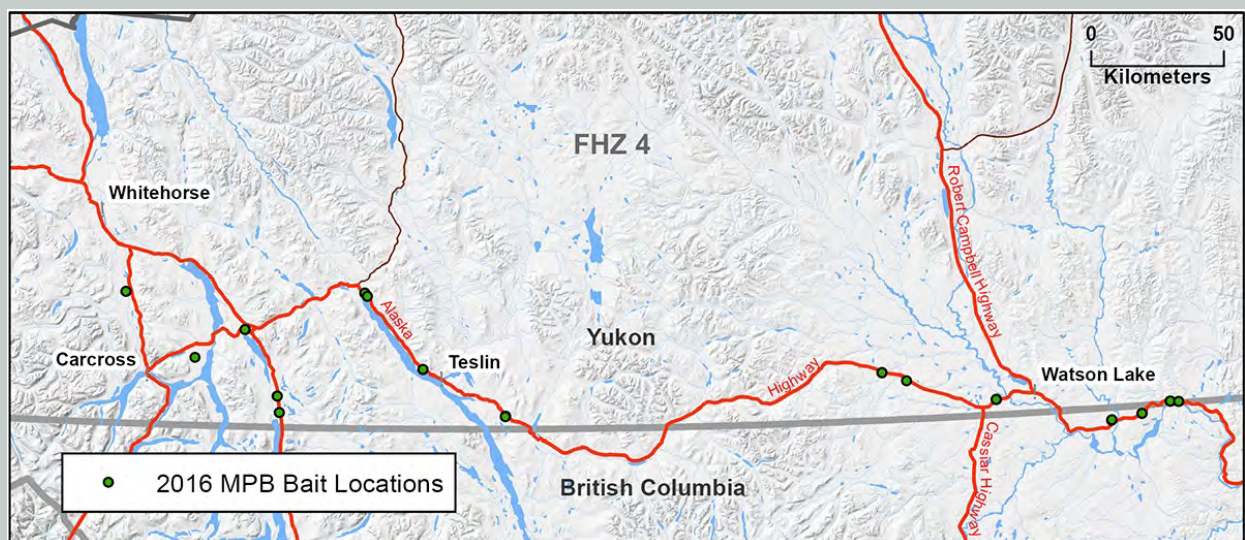 0 50
Kilometers
FHZ 4
Whitehorse
Robert Campbell Highway
Alaska
Yukon
Carcross
Teslin
Highway
Watson Lake
Cassiar Highway
British Columbia
2016 MPB Bait Locations